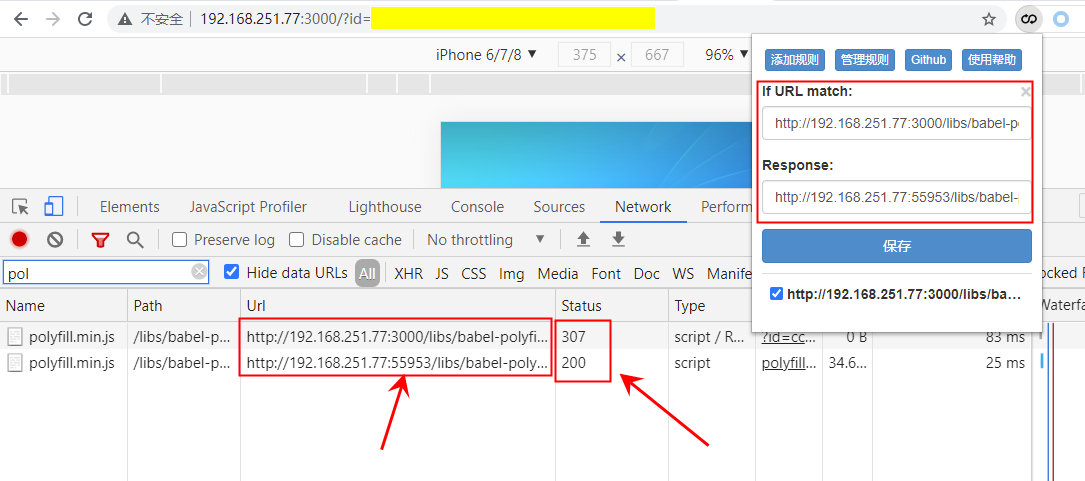 不安全 192.168.251.77:3000/?id=
iPhone 6/7/8 ▼ 375 × 667 96% ▼
添加规则 管理规则 Github 使用帮助
If URL match: ×
http://192.168.251.77:3000/libs/babel-po
Response:
http://192.168.251.77:55953/libs/babel-
保存
http://192.168.251.77:3000/libs/ba…
Elements JavaScript Profiler Lighthouse Console Sources Network Perform
Preserve log Disable cache No throttling ▼
pol Hide data URLs All XHR JS CSS Img Media Font Doc WS Manife ocked R
Name Path Url Status Type Waterfa
polyfill.min.js /libs/babel-p… http://192.168.251.77:3000/libs/babel-polyfi… 307 script / R… ?id=cc… 0 B 83 ms
polyfill.min.js /libs/babel-p… http://192.168.251.77:55953/libs/babel-poly… 200 script polyfill… 34.6… 25 ms